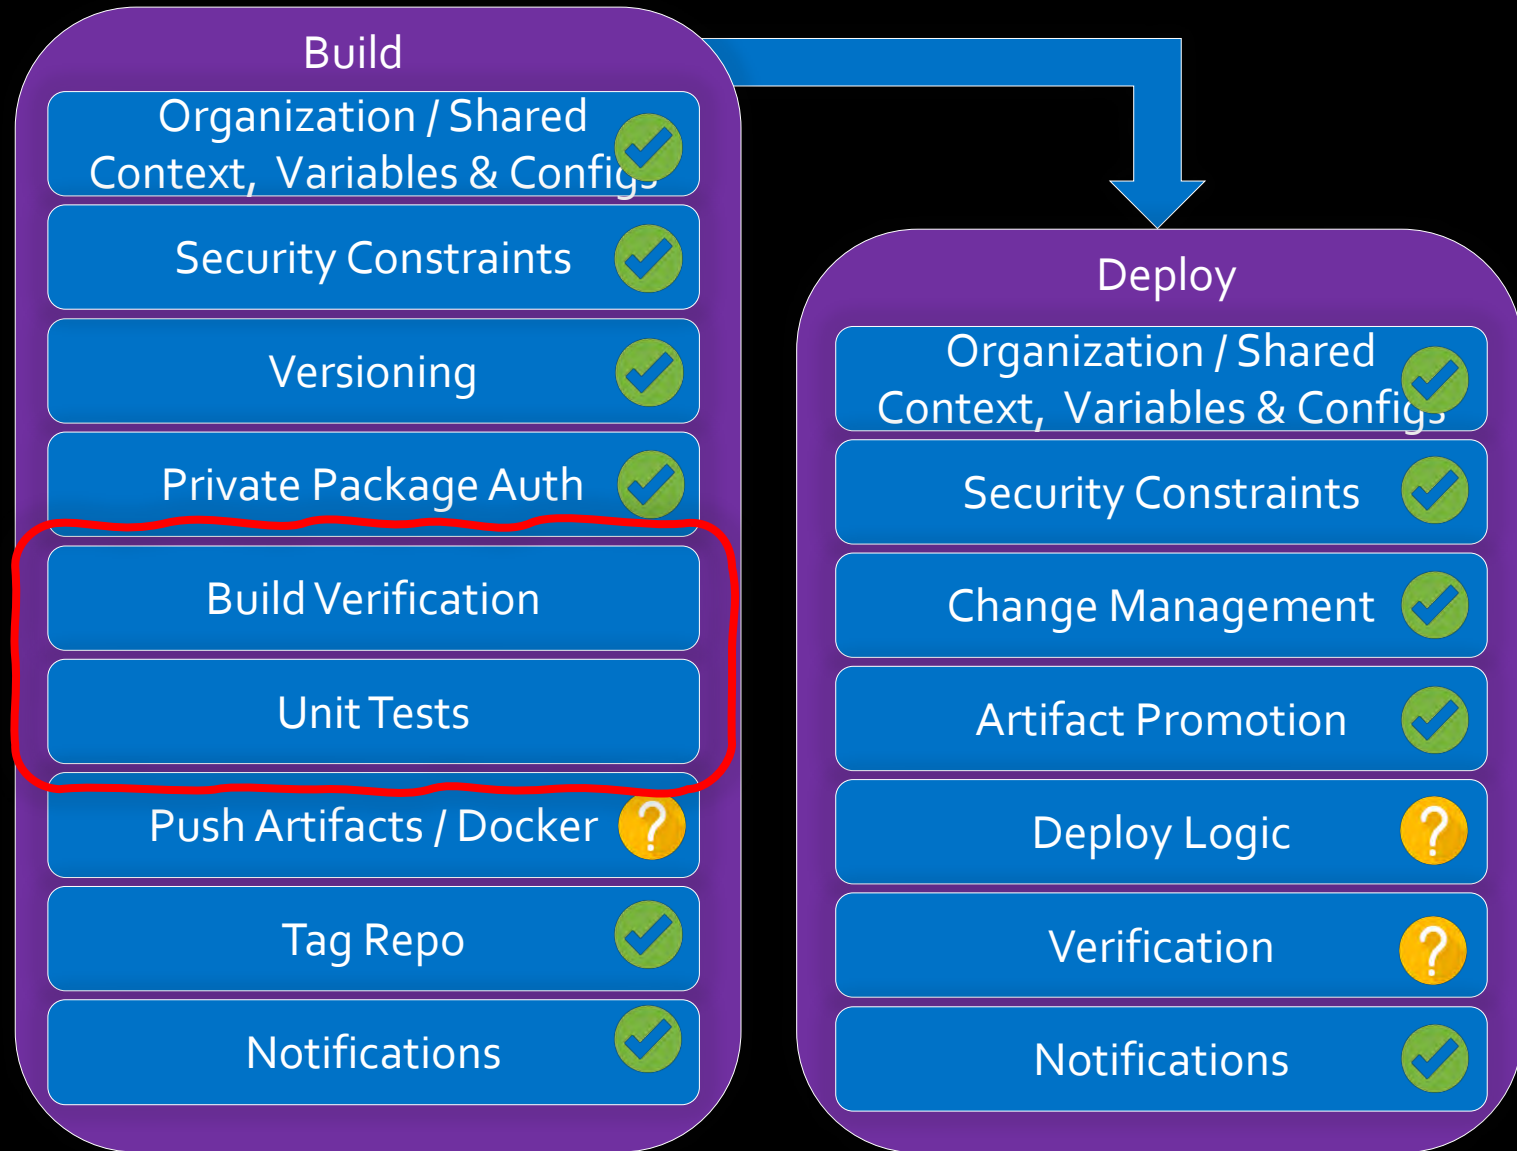 Build
Organization / Shared
Context, Variables & Configs
Security Constraints
Versioning
Private Package Auth
Build Verification
Unit Tests
Push Artifacts / Docker
?
Tag Repo
Notifications
Deploy
Organization / Shared
Context, Variables & Configs
Security Constraints
Change Management
Artifact Promotion
Deploy Logic
?
Verification
?
Notifications